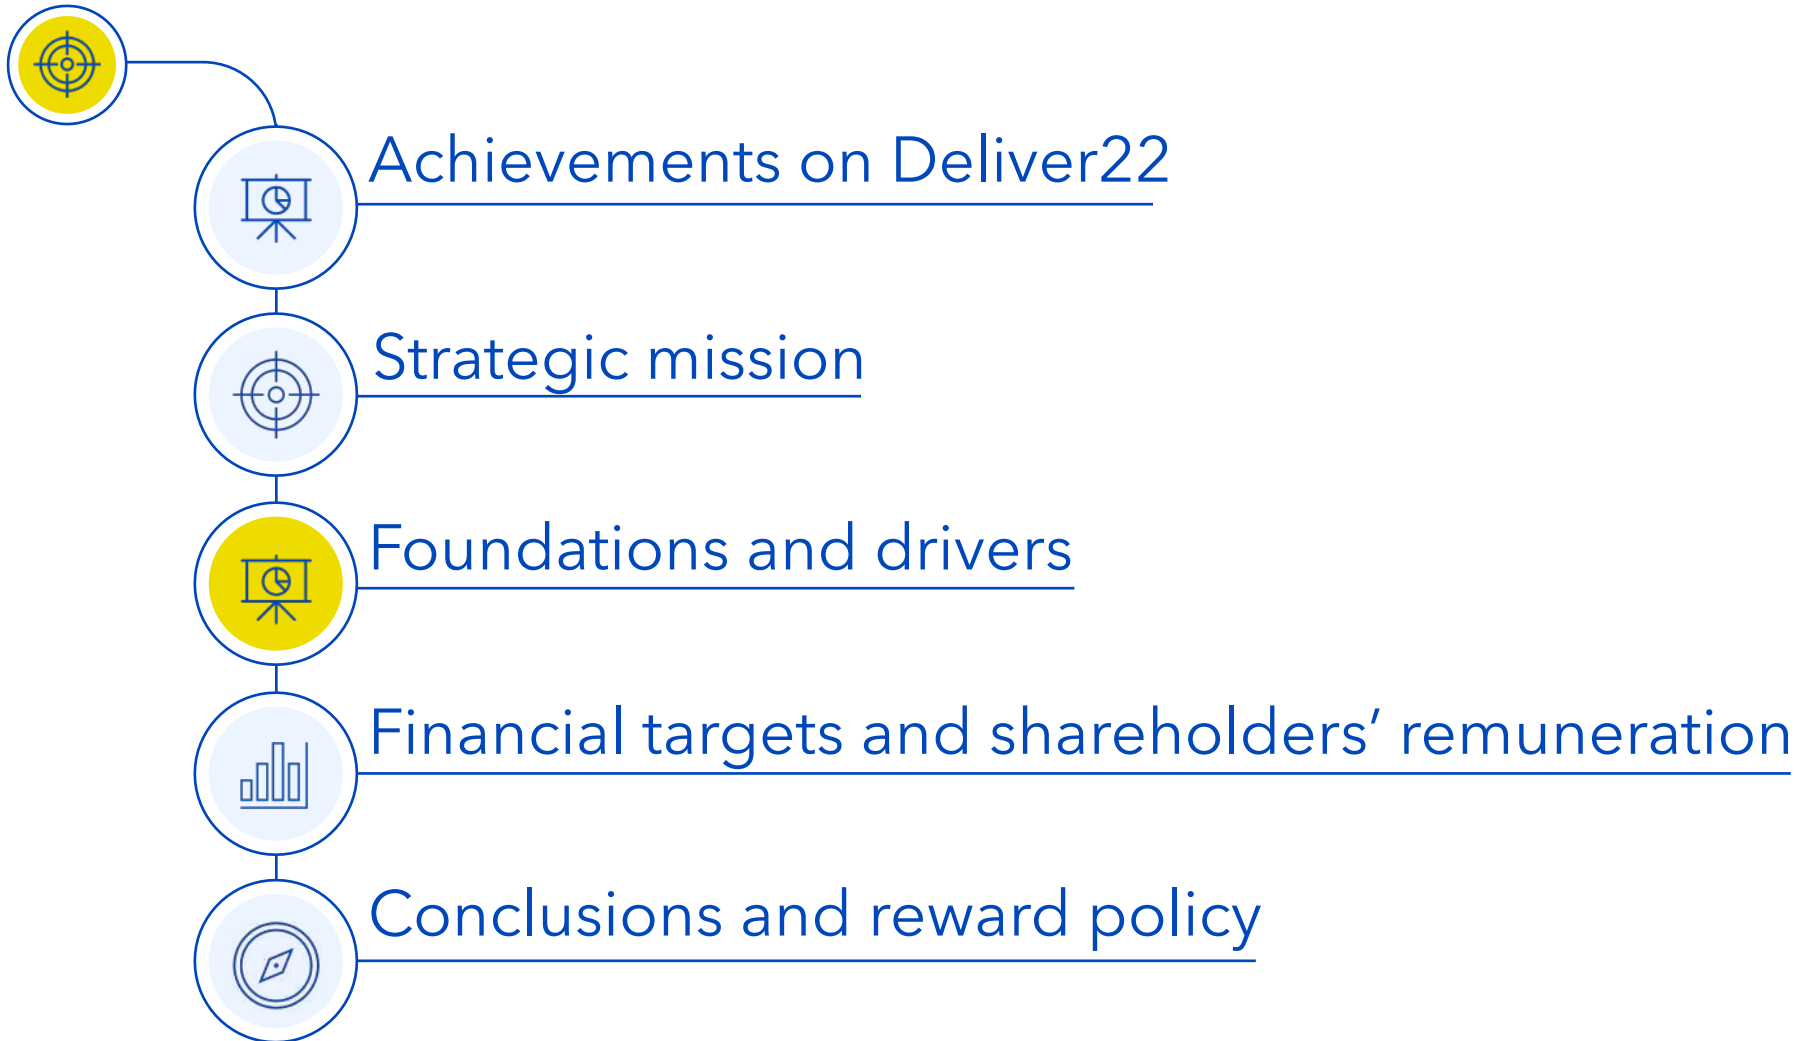 Achievements on Deliver22
Strategic mission
Foundations and drivers
Financial targets and shareholders’ remuneration
Conclusions and reward policy